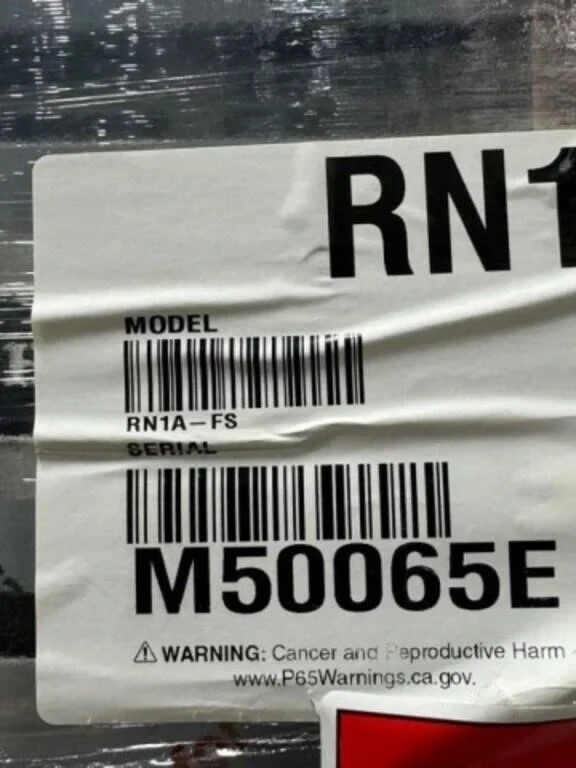 RN1
MODEL
RN1A-FS
SERIAL
M50065E
⚠ WARNING: Cancer and Reproductive Harm -
www.P65Warnings.ca.gov.